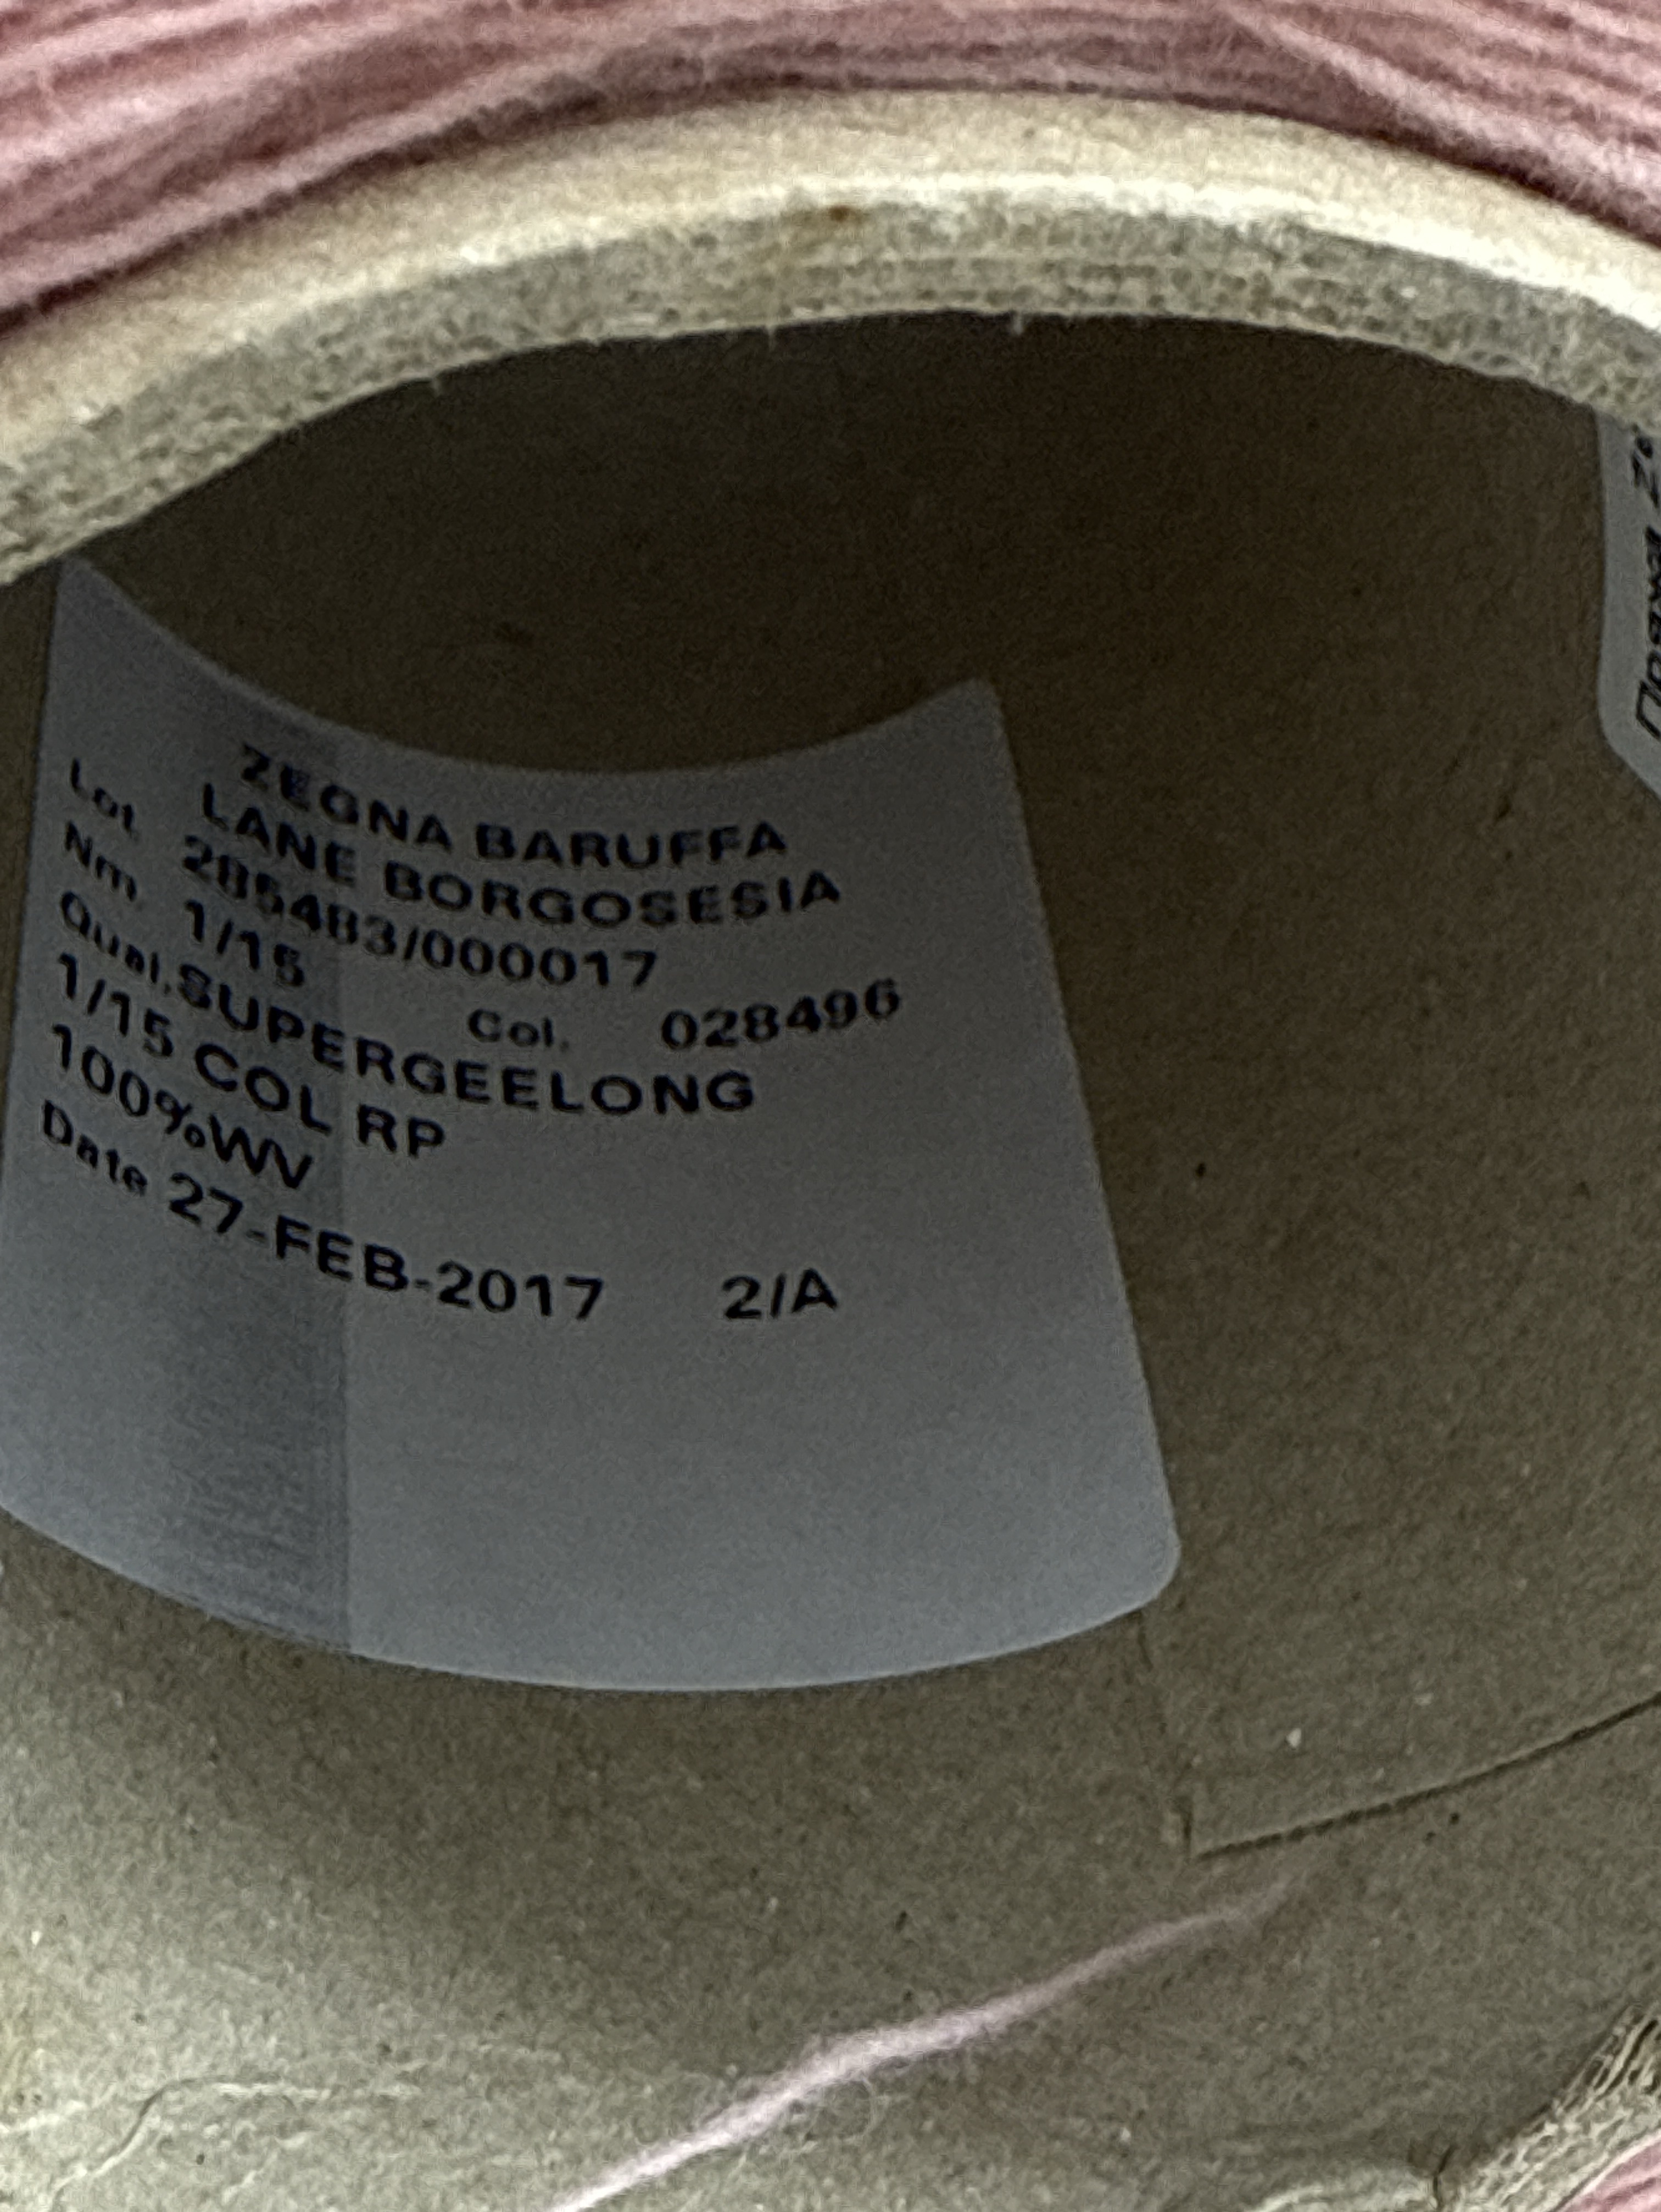 ZEGNA BARUFFA
LANE BORGOSESIA
Lot. 285483/000017
Nm. 1/15 Col. 028496
Qual.SUPERGEELONG
1/15 COL RP
100%WV
Date 27-FEB-2017 2/A
Пряжа